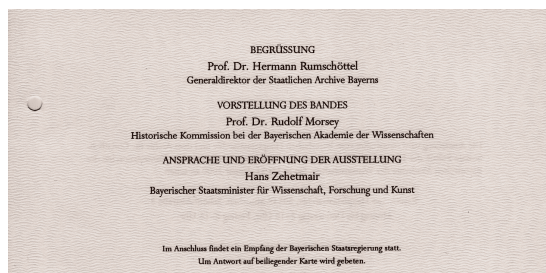 BEGRÜSSUNG
Prof. Dr. Hermann Rumschöttel
Generaldirektor der Staatlichen Archive Bayerns
VORSTELLUNG DES BANDES
Prof. Dr. Rudolf Morsey
Historische Kommission bei der Bayerischen Akademie der Wissenschaften
ANSPRACHE UND ERÖFFNUNG DER AUSSTELLUNG
Hans Zehetmair
Bayerischer Staatsminister für Wissenschaft, Forschung und Kunst
Im Anschluss findet ein Empfang der Bayerischen Staatsregierung statt.
Um Antwort auf beiliegender Karte wird gebeten.